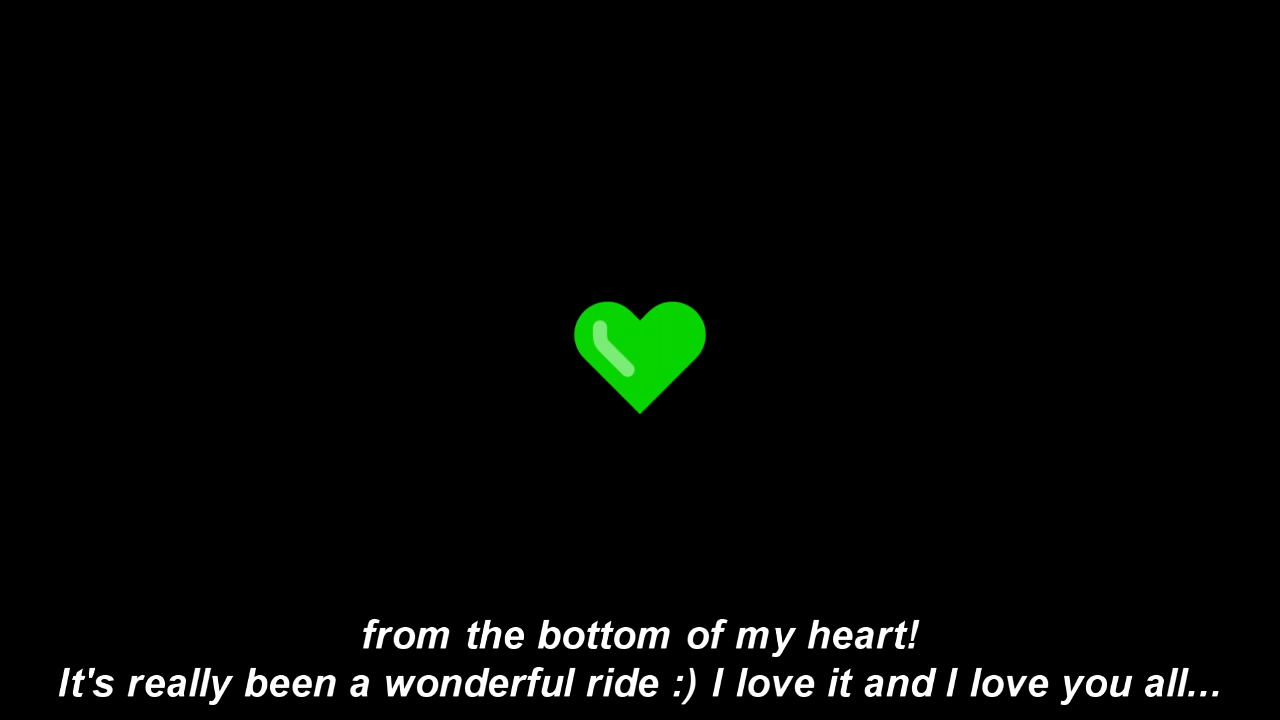 from the bottom of my heart!
It's really been a wonderful ride :) I love it and I love you all...